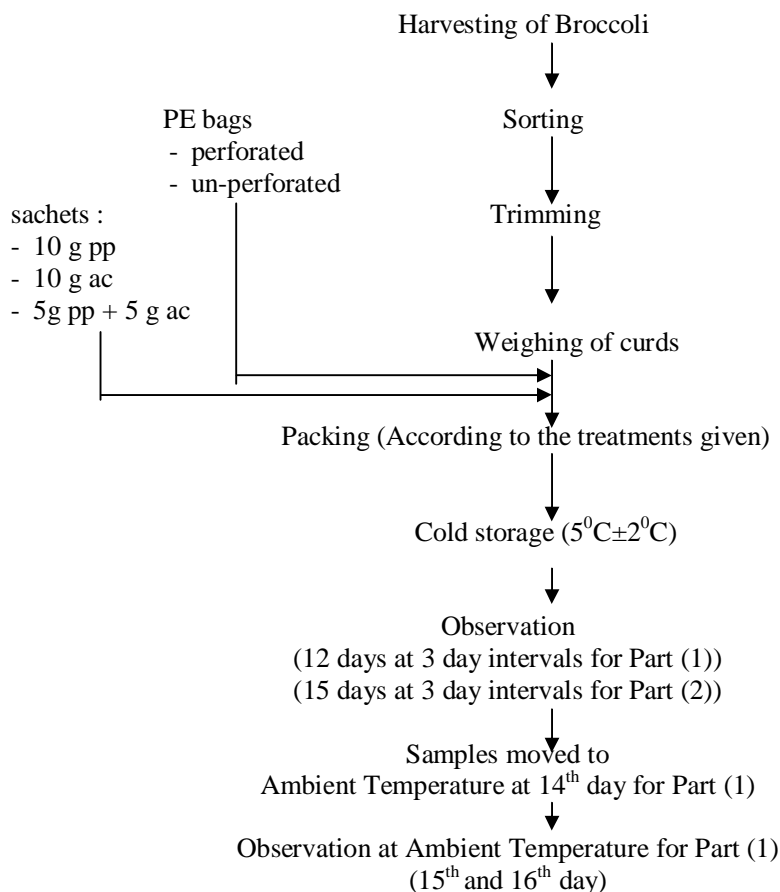 Harvesting of Broccoli
PE bags
- perforated
- un-perforated
Sorting
sachets :
- 10 g pp
- 10 g ac
- 5g pp + 5 g ac
Trimming
Weighing of curds
Packing (According to the treatments given)
Cold storage (5⁰C±2⁰C)
Observation
(12 days at 3 day intervals for Part (1))
(15 days at 3 day intervals for Part (2))
Samples moved to
Ambient Temperature at 14th day for Part (1)
Observation at Ambient Temperature for Part (1)
(15th and 16th day)